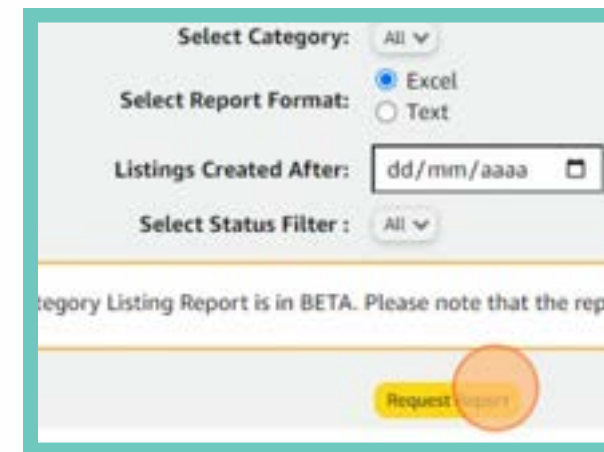 Select Category: All
Select Report Format: Excel
Text
Listings Created After: dd/mm/aaaa
Select Status Filter : All
tegory Listing Report is in BETA. Please note that the rep
Request Report